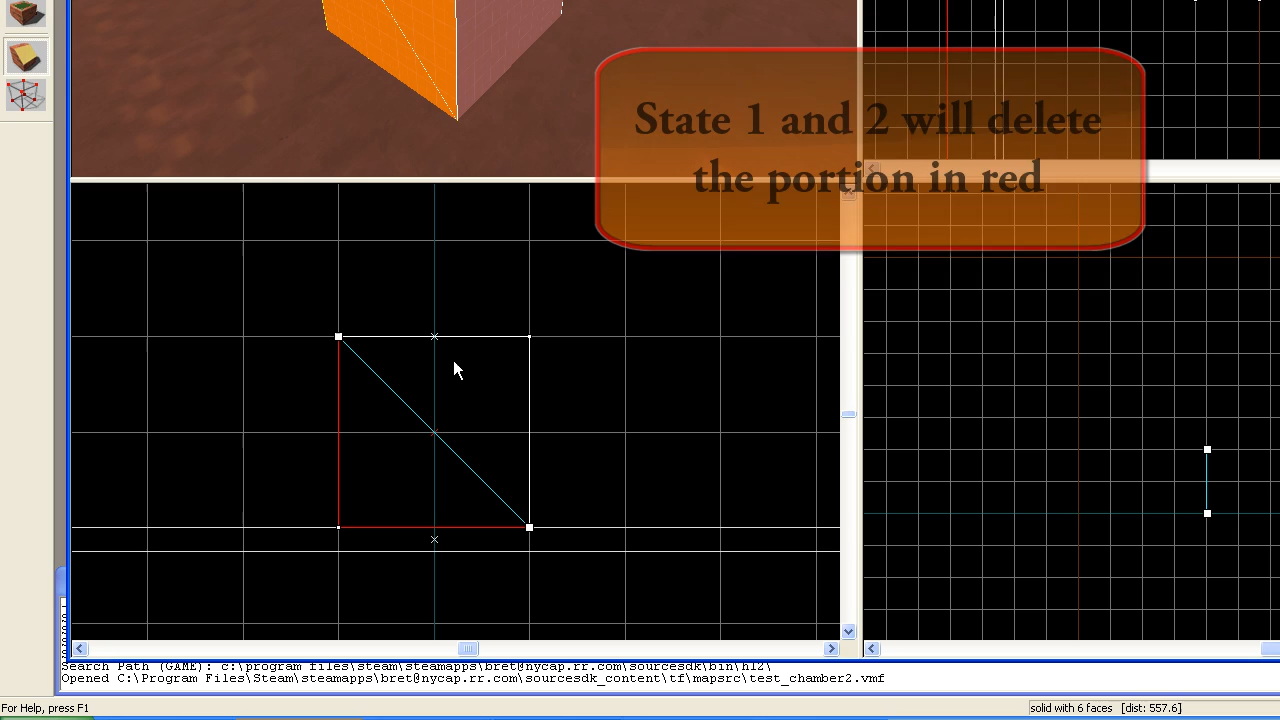 State 1 and 2 will delete
the portion in red
search Path (GAME): c:\program files\steam\steamapps\bret@nycap.rr.com\sourcesdk\bin\hl2\
Opened C:\Program Files\Steam\steamapps\bret@nycap.rr.com\sourcesdk_content\tf\mapsrc\test_chamber2.vmf
For Help, press F1
solid with 6 faces [dist: 557.6]